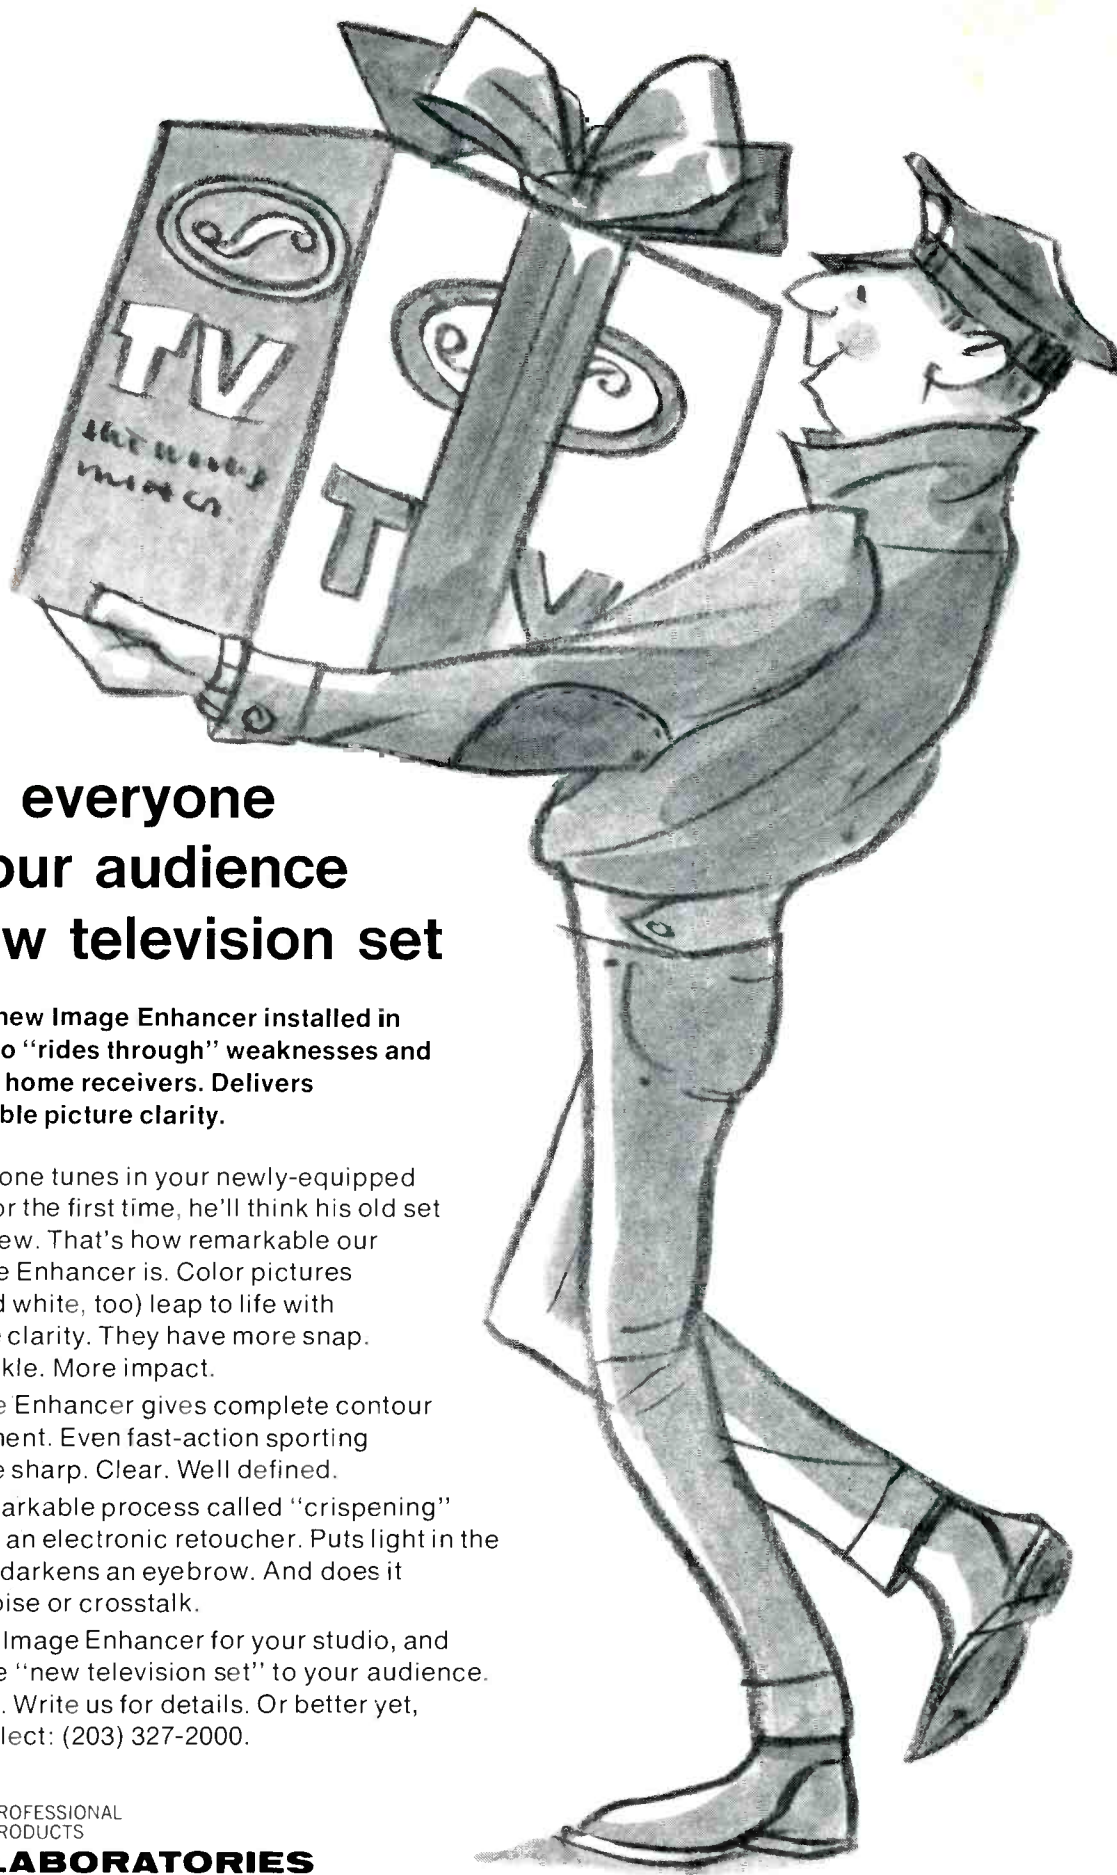 TV
T
V
everyone
our audience
w television set
new Image Enhancer installed in
o “rides through” weaknesses and
home receivers. Delivers
ble picture clarity.
one tunes in your newly-equipped
or the first time, he'll think his old set
ew. That's how remarkable our
e Enhancer is. Color pictures
d white, too) leap to life with
e clarity. They have more snap.
kle. More impact.
e Enhancer gives complete contour
ment. Even fast-action sporting
e sharp. Clear. Well defined.
arkable process called “crispening”
an electronic retoucher. Puts light in the
darkens an eyebrow. And does it
oise or crosstalk.
Image Enhancer for your studio, and
e “new television set” to your audience.
. Write us for details. Or better yet,
llect: (203) 327-2000.
ROFESSIONAL
RODUCTS
LABORATORIES